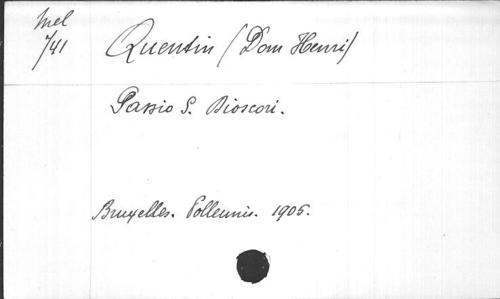 Mel
741
Quentin (Dom Henri)
Passio S. Dioscori.
Bruxelles. Polleunis. 1905.